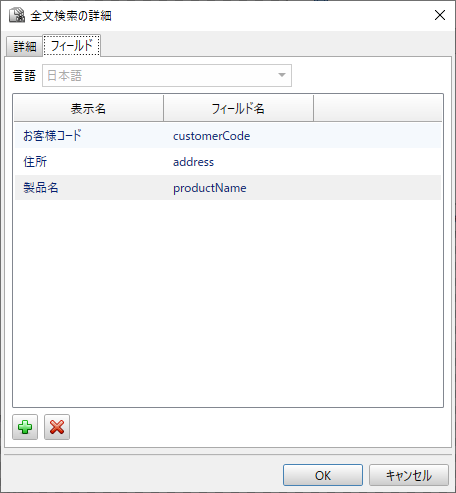 全文検索の詳細
詳細 フィールド
言語 日本語
表示名 フィールド名
お客様コード customerCode
住所 address
製品名 productName
OK キャンセル